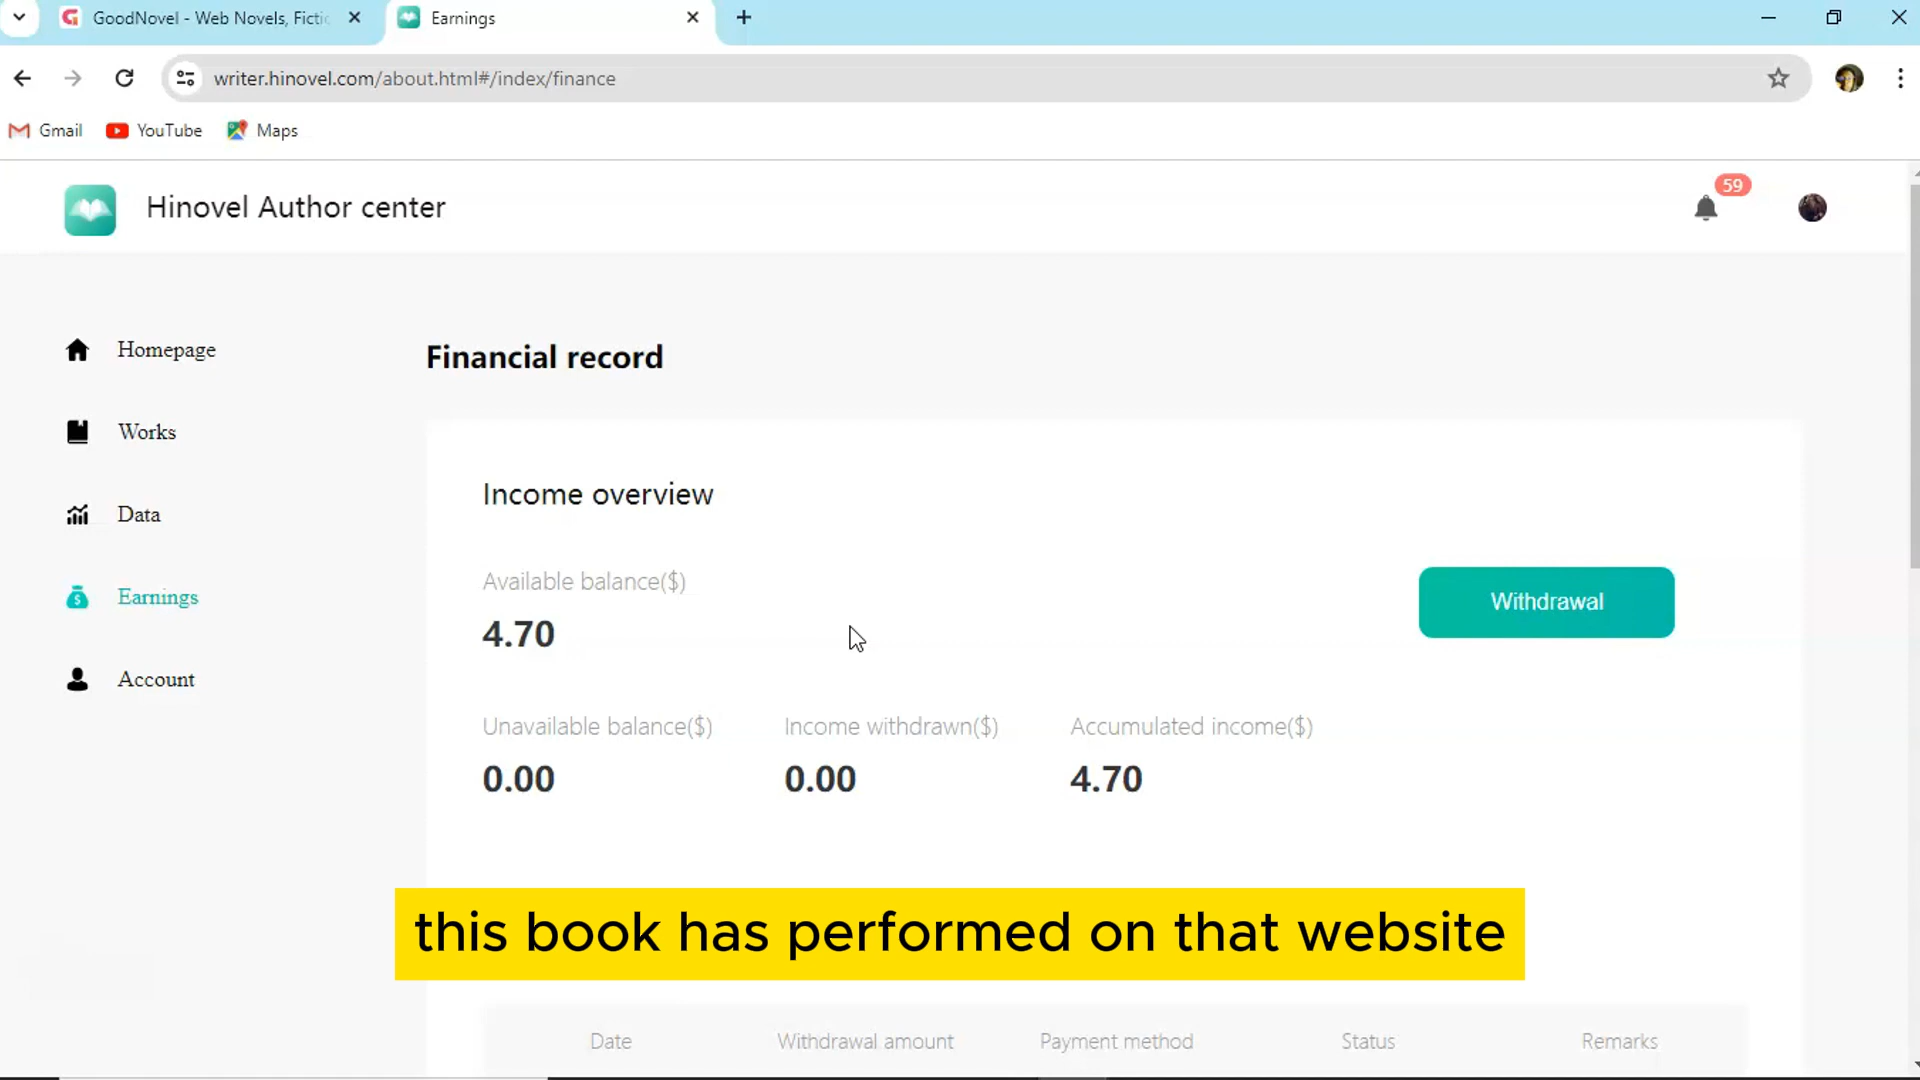 GoodNovel - Web Novels, Ficti
Earnings
writer.hinovel.com/about.html#/index/finance
Gmail
YouTube
Maps
Hinovel Author center
59
Homepage
Works
Data
Earnings
Account
Financial record
Income overview
Available balance($)
4.70
Withdrawal
Unavailable balance($) Income withdrawn($) Accumulated income($)
0.00 0.00 4.70
this book has performed on that website
Date Withdrawal amount Payment method Status Remarks